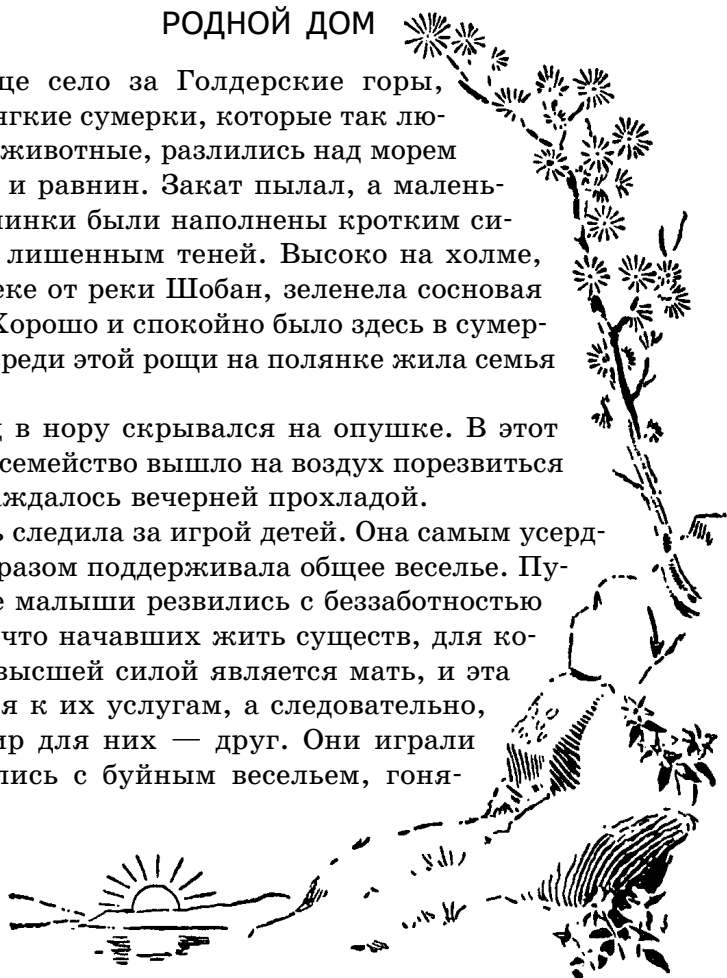 РОДНОЙ ДОМ
це село за Голдерские горы,
ягкие сумерки, которые так лю-
животные, разлились над морем
и равнин. Закат пылал, а малень-
линки были наполнены кротким си-
лишенным теней. Высоко на холме,
еке от реки Шобан, зеленела сосновая
Хорошо и спокойно было здесь в сумер-
реди этой рощи на полянке жила семья
д в нору скрывался на опушке. В этот
семейство вышло на воздух порезвиться
аждалось вечерней прохладой.
ь следила за игрой детей. Она самым усерд-
разом поддерживала общее веселье. Пу-
е малыши резвились с беззаботностью
что начавших жить существ, для ко-
высшей силой является мать, и эта
я к их услугам, а следовательно,
ир для них — друг. Они играли
лись с буйным весельем, гоня-